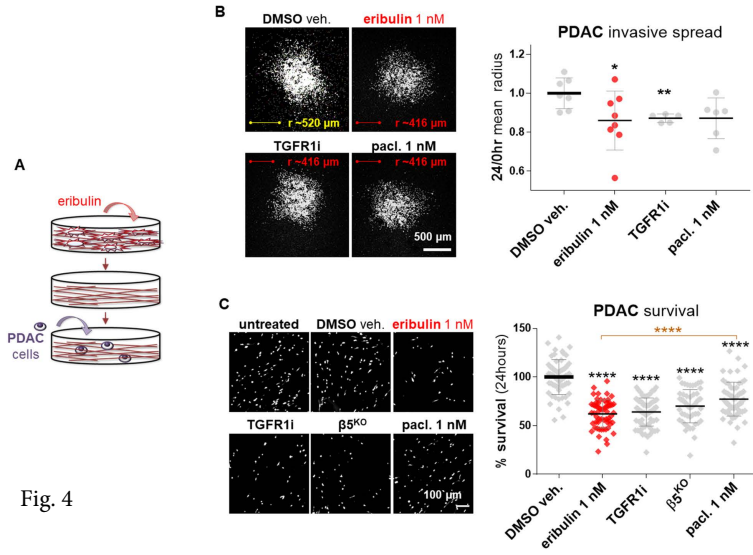 A
eribulin
PDAC
cells
Fig. 4
B
DMSO veh.
eribulin 1 nM
r ~520 µm
r ~416 µm
TGFR1i
pacl. 1 nM
r ~416 µm
r ~416 µm
500 µm
PDAC invasive spread
24/0hr mean radius
1.2
1.0
0.8
0.6
*
**
DMSO veh.
eribulin 1 nM
TGFR1i
pacl. 1 nM
C
untreated
DMSO veh.
eribulin 1 nM
TGFR1i
β5KO
pacl. 1 nM
100 µm
PDAC survival
% survival (24hours)
150
100
50
0
****
****
****
****
****
DMSO veh.
eribulin 1 nM
TGFR1i
β5KO
pacl. 1 nM